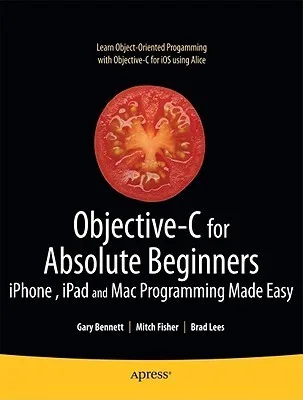 Learn Object-Oriented Progamming
with Objective-C for iOS using Alice
Objective-C for
Absolute Beginners
iPhone , iPad and Mac Programming Made Easy
Gary Bennett | Mitch Fisher | Brad Lees
Apress®